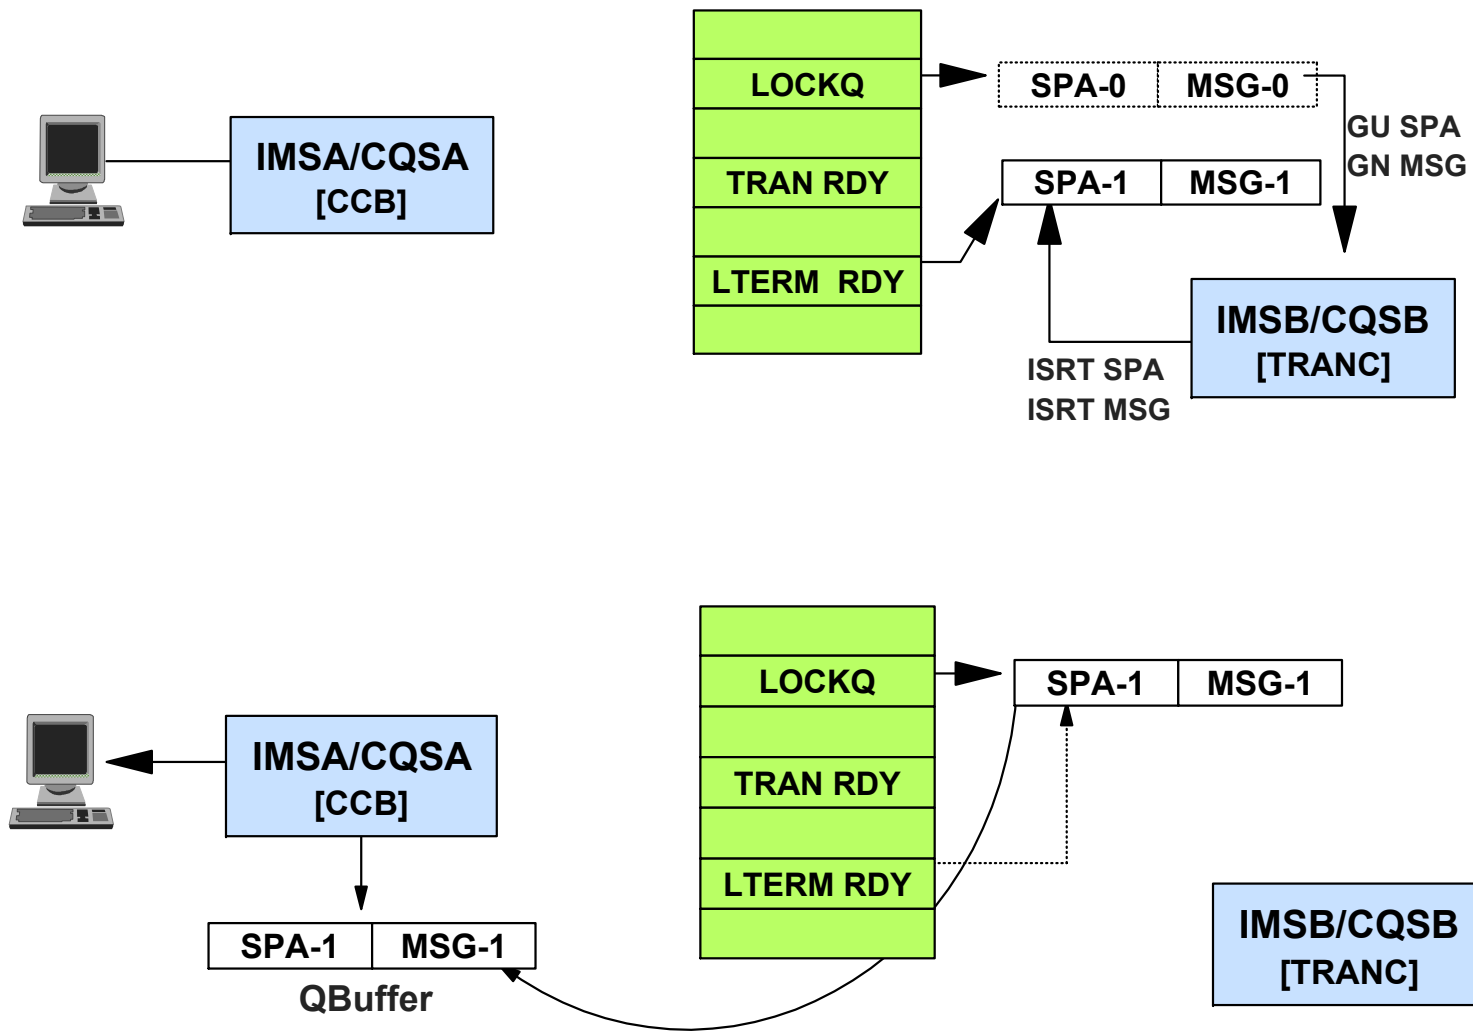 LOCKQ
SPA-0 MSG-0
GU SPA
GN MSG
IMSA/CQSA
[CCB]
TRAN RDY
SPA-1 MSG-1
LTERM RDY
IMSB/CQSB
[TRANC]
ISRT SPA
ISRT MSG
LOCKQ
SPA-1 MSG-1
IMSA/CQSA
[CCB]
TRAN RDY
LTERM RDY
SPA-1 MSG-1
QBuffer
IMSB/CQSB
[TRANC]